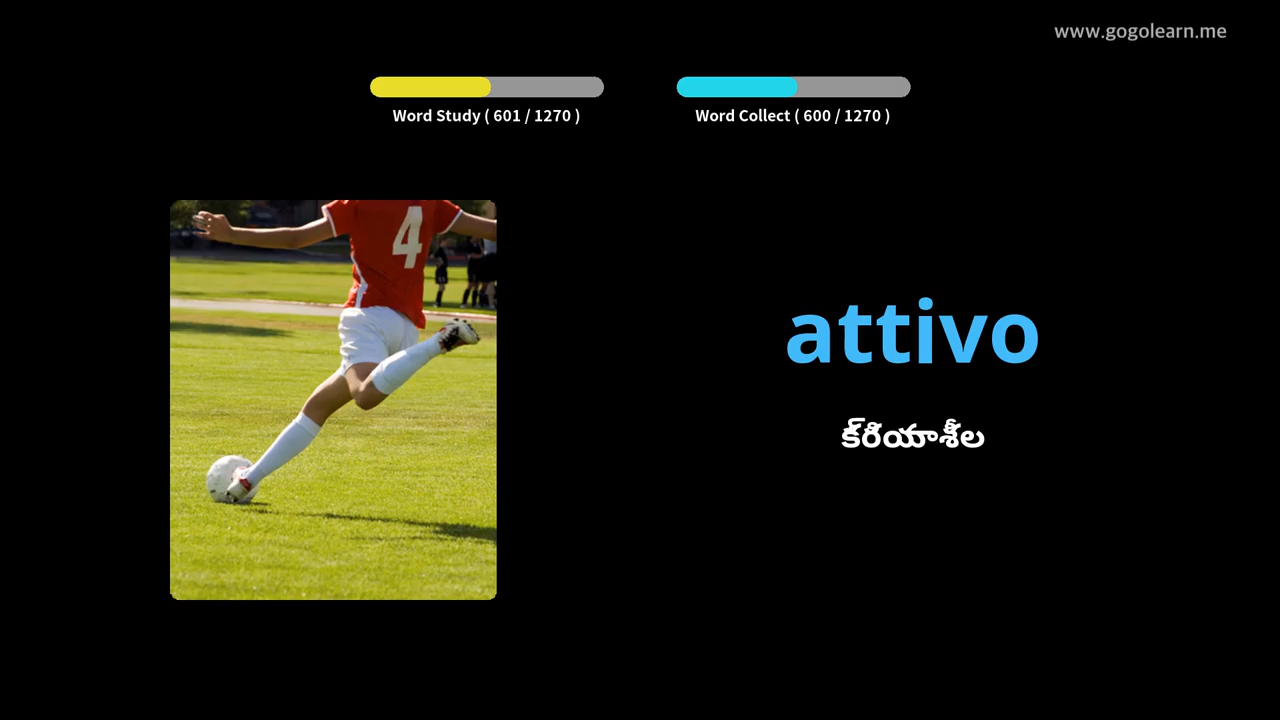 www.gogolearn.me
Word Study ( 601 / 1270 )
Word Collect ( 600 / 1270 )
4
attivo
క్రియాశీల